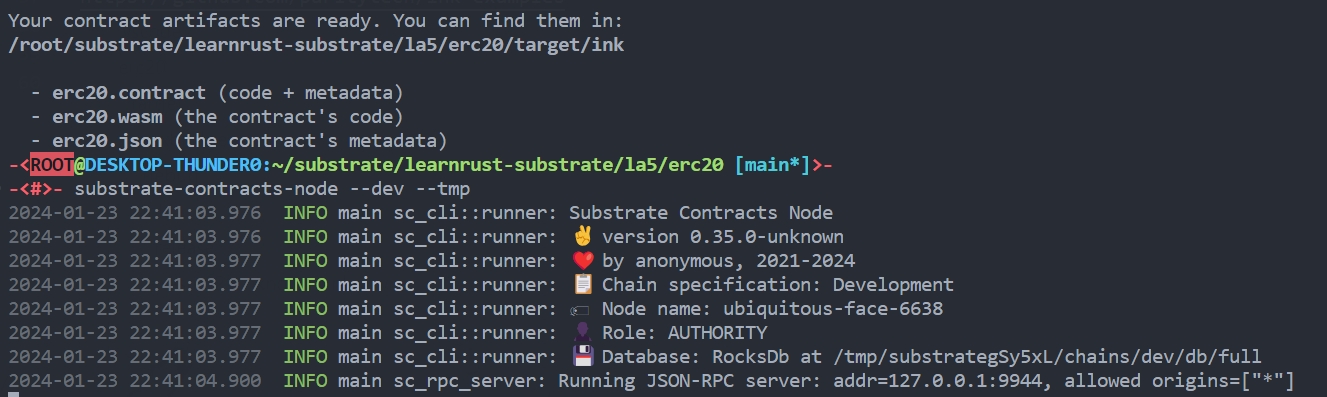 Your contract artifacts are ready. You can find them in:
/root/substrate/learnrust-substrate/la5/erc20/target/ink
- erc20.contract (code + metadata)
- erc20.wasm (the contract's code)
- erc20.json (the contract's metadata)
-<ROOT@DESKTOP-THUNDER0:~/substrate/learnrust-substrate/la5/erc20 [main*]>-
-<#>- substrate-contracts-node --dev --tmp
2024-01-23 22:41:03.976  INFO main sc_cli::runner: Substrate Contracts Node
2024-01-23 22:41:03.976  INFO main sc_cli::runner: ✌️ version 0.35.0-unknown
2024-01-23 22:41:03.977  INFO main sc_cli::runner: ❤️ by anonymous, 2021-2024
2024-01-23 22:41:03.977  INFO main sc_cli::runner: 📋 Chain specification: Development
2024-01-23 22:41:03.977  INFO main sc_cli::runner: 🏷 Node name: ubiquitous-face-6638
2024-01-23 22:41:03.977  INFO main sc_cli::runner: 👤 Role: AUTHORITY
2024-01-23 22:41:03.977  INFO main sc_cli::runner: 💾 Database: RocksDb at /tmp/substrategSy5xL/chains/dev/db/full
2024-01-23 22:41:04.900  INFO main sc_rpc_server: Running JSON-RPC server: addr=127.0.0.1:9944, allowed origins=["*"]